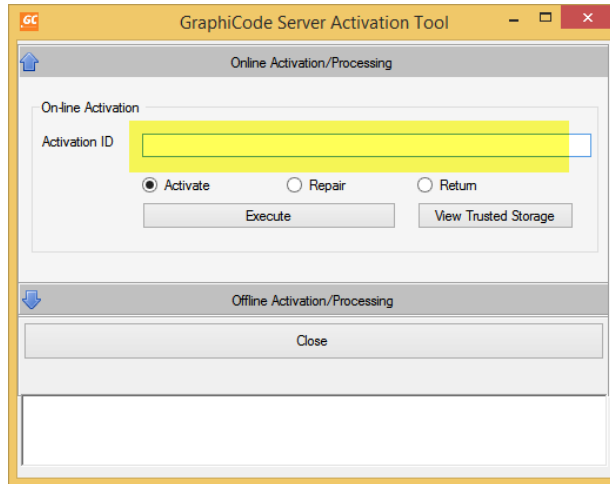 GC
GraphiCode Server Activation Tool
Online Activation/Processing
On-line Activation
Activation ID
Activate Repair Return
Execute View Trusted Storage
Offline Activation/Processing
Close